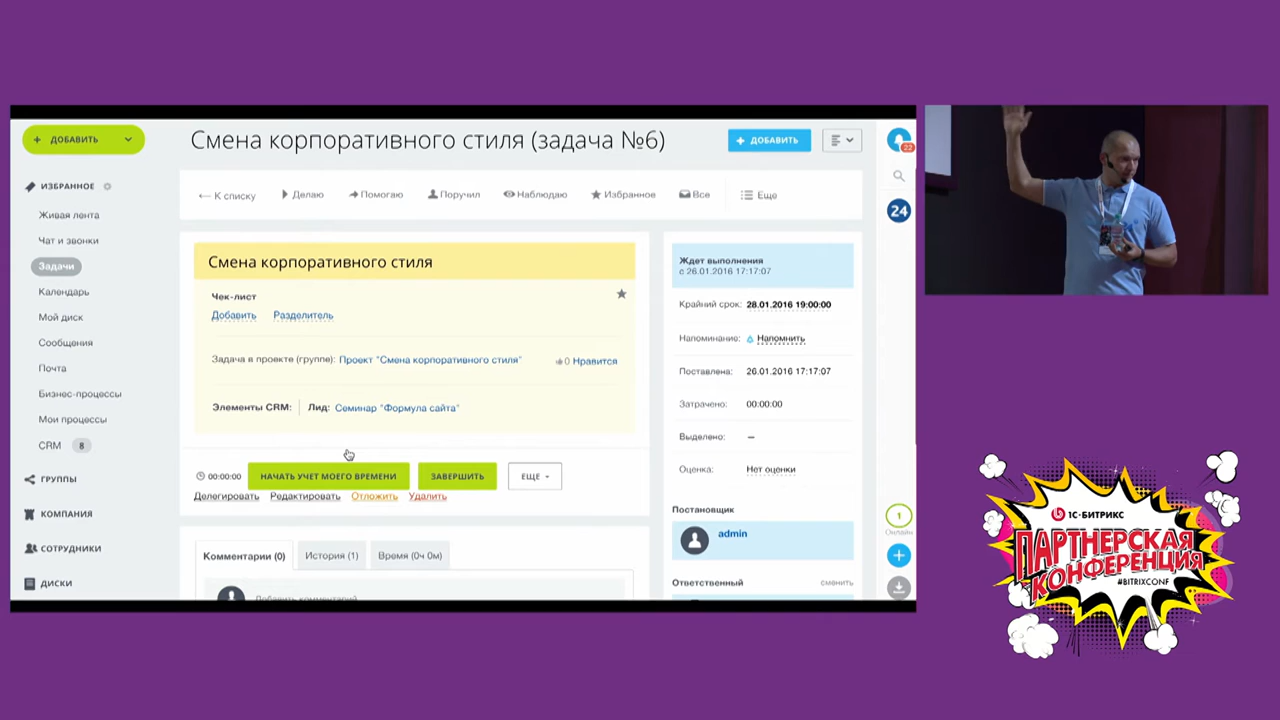 + ДОБАВИТЬ
ИЗБРАННОЕ
Живая лента
Чат и звонки
Задачи
Календарь
Мой диск
Сообщения
Почта
Бизнес-процессы
Мои процессы
CRM 8
ГРУППЫ
КОМПАНИЯ
СОТРУДНИКИ
ДИСКИ
Смена корпоративного стиля (задача №6)
+ ДОБАВИТЬ
К списку Делаю Помогаю Поручил Наблюдаю Избранное Все Еще
Смена корпоративного стиля
Чек-лист
Добавить Разделитель
Задача в проекте (группе): Проект "Смена корпоративного стиля" 0 Нравится
Элементы CRM: Лид: Семинар "Формула сайта"
00:00:00 НАЧАТЬ УЧЕТ МОЕГО ВРЕМЕНИ ЗАВЕРШИТЬ ЕЩЕ
Делегировать Редактировать Отложить Удалить
Комментарии (0) История (1) Время (0ч 0м)
Добавить комментарий
Ждет выполнения
с 26.01.2016 17:17:07
Крайний срок: 28.01.2016 19:00:00
Напоминание: Напомнить
Поставлена: 26.01.2016 17:17:07
Затрачено: 00:00:00
Выделено: —
Оценка: Нет оценки
Постановщик
admin
Ответственный сменить
22
24
1
Онлайн
1С-БИТРИКС
ПАРТНЕРСКАЯ
КОНФЕРЕНЦИЯ
#BITRIXCONF